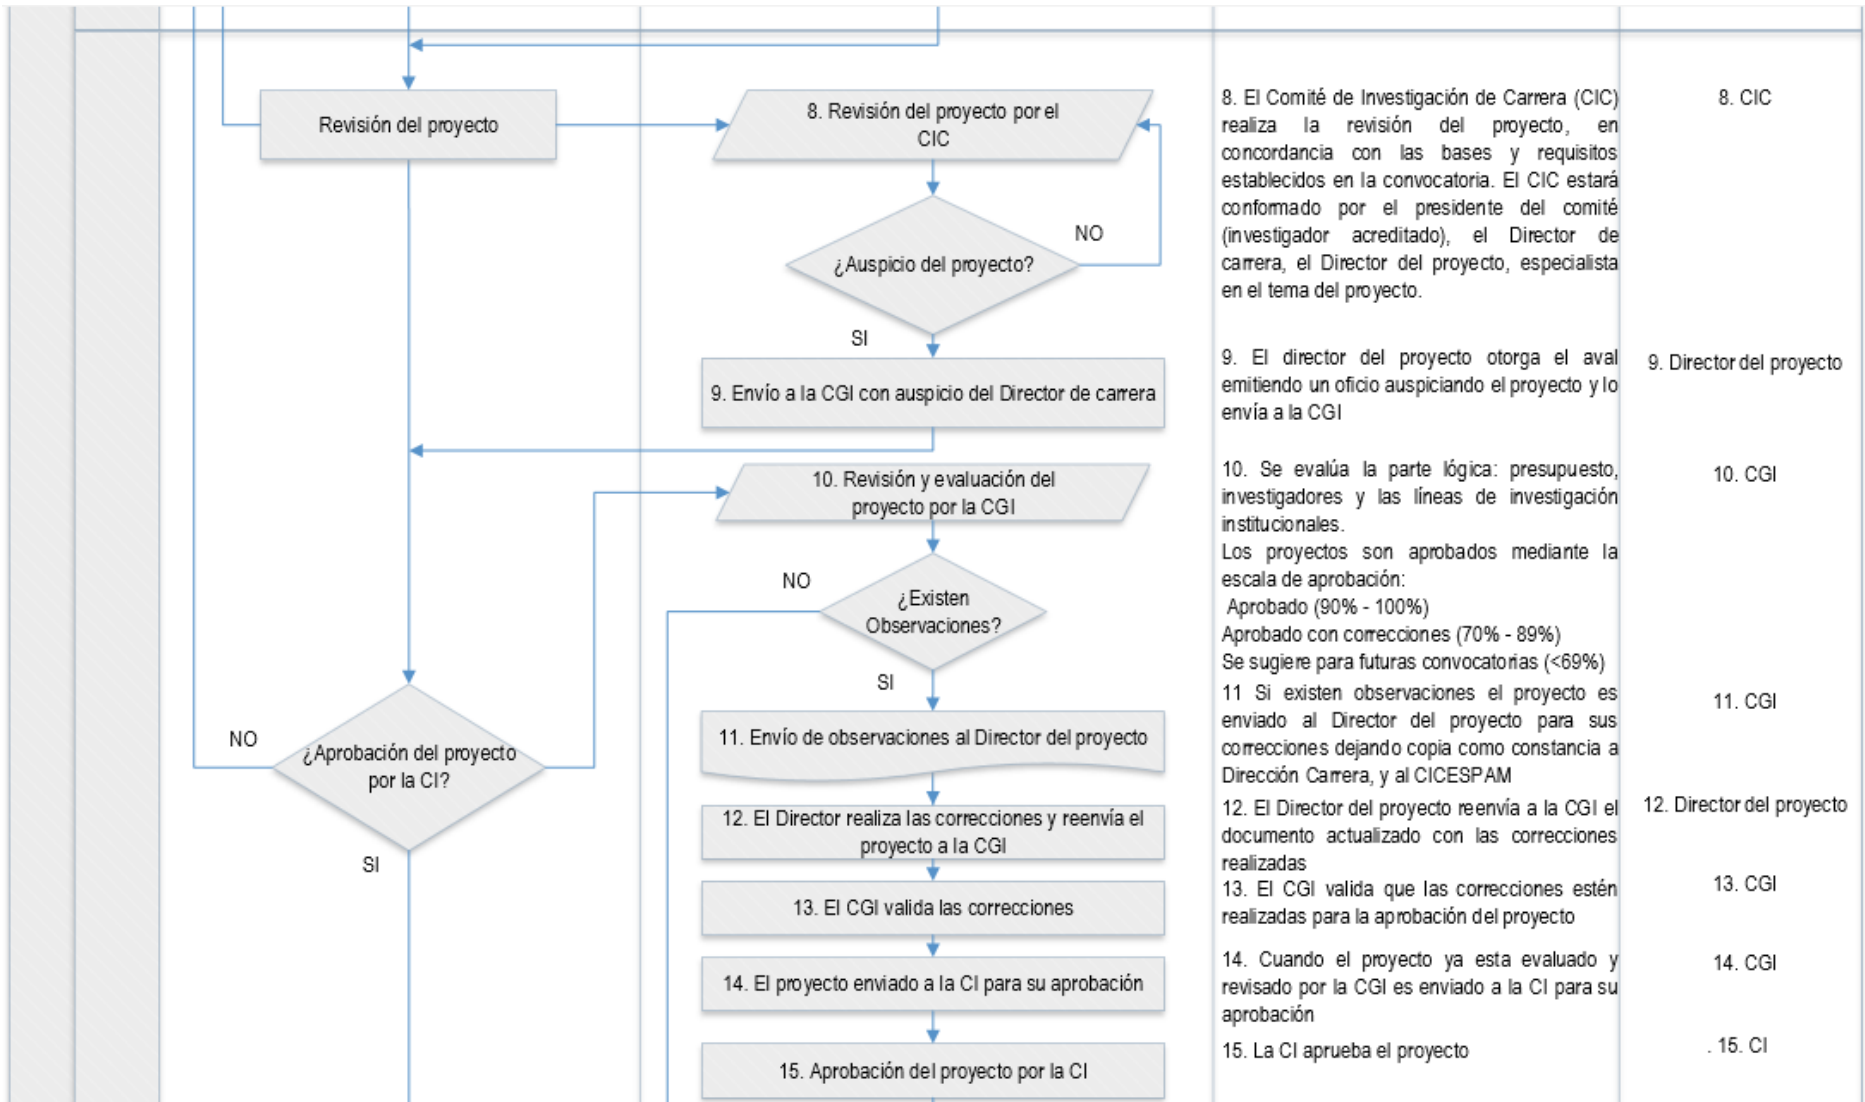 Revisión del proyecto
8. Revisión del proyecto por el
CIC
¿Auspicio del proyecto?
NO
SI
9. Envío a la CGI con auspicio del Director de carrera
10. Revisión y evaluación del
proyecto por la CGI
¿Existen
Observaciones?
NO
SI
11. Envío de observaciones al Director del proyecto
12. El Director realiza las correcciones y reenvía el
proyecto a la CGI
13. El CGI valida las correcciones
14. El proyecto enviado a la CI para su aprobación
15. Aprobación del proyecto por la CI
¿Aprobación del proyecto
por la CI?
NO
SI
8. El Comité de Investigación de Carrera (CIC)
realiza la revisión del proyecto, en
concordancia con las bases y requisitos
establecidos en la convocatoria. El CIC estará
conformado por el presidente del comité
(investigador acreditado), el Director de
carrera, el Director del proyecto, especialista
en el tema del proyecto.
9. El director del proyecto otorga el aval
emitiendo un oficio auspiciando el proyecto y lo
envía a la CGI
10. Se evalúa la parte lógica: presupuesto,
investigadores y las líneas de investigación
institucionales.
Los proyectos son aprobados mediante la
escala de aprobación:
Aprobado (90% - 100%)
Aprobado con correcciones (70% - 89%)
Se sugiere para futuras convocatorias (<69%)
11 Si existen observaciones el proyecto es
enviado al Director del proyecto para sus
correcciones dejando copia como constancia a
Dirección Carrera, y al CICESPAM
12. El Director del proyecto reenvía a la CGI el
documento actualizado con las correcciones
realizadas
13. El CGI valida que las correcciones estén
realizadas para la aprobación del proyecto
14. Cuando el proyecto ya esta evaluado y
revisado por la CGI es enviado a la CI para su
aprobación
15. La CI aprueba el proyecto
8. CIC
9. Director del proyecto
10. CGI
11. CGI
12. Director del proyecto
13. CGI
14. CGI
. 15. CI